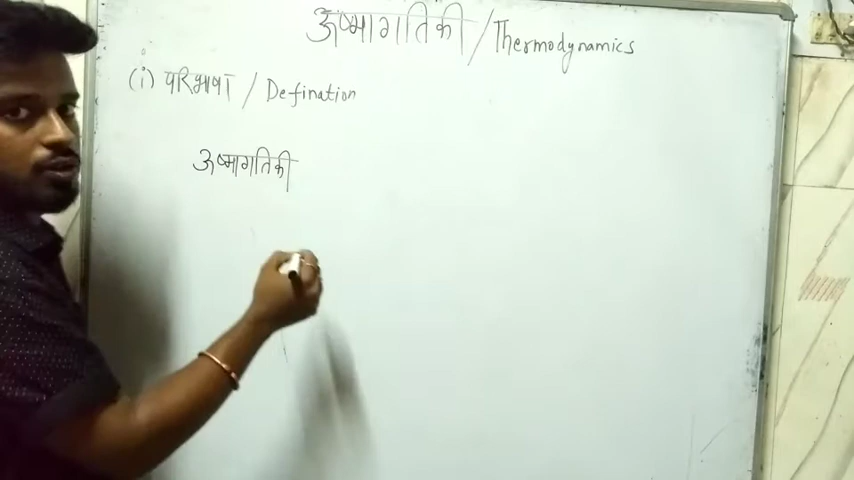 ऊष्मागतिकी / Thermodynamics
(i) परिभाषा / Defination
ऊष्मागतिकी